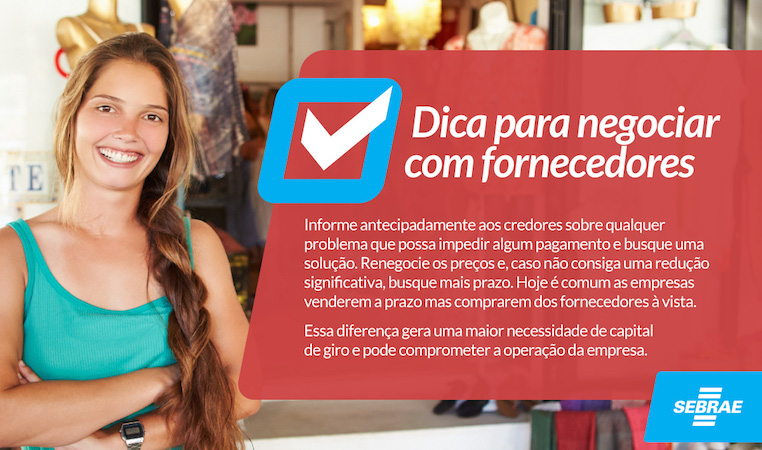 Dica para negociar
com fornecedores
Informe antecipadamente aos credores sobre qualquer
problema que possa impedir algum pagamento e busque uma
solução. Renegocie os preços e, caso não consiga uma redução
significativa, busque mais prazo. Hoje é comum as empresas
venderem a prazo mas comprarem dos fornecedores à vista.
Essa diferença gera uma maior necessidade de capital
de giro e pode comprometer a operação da empresa.
SEBRAE
TE